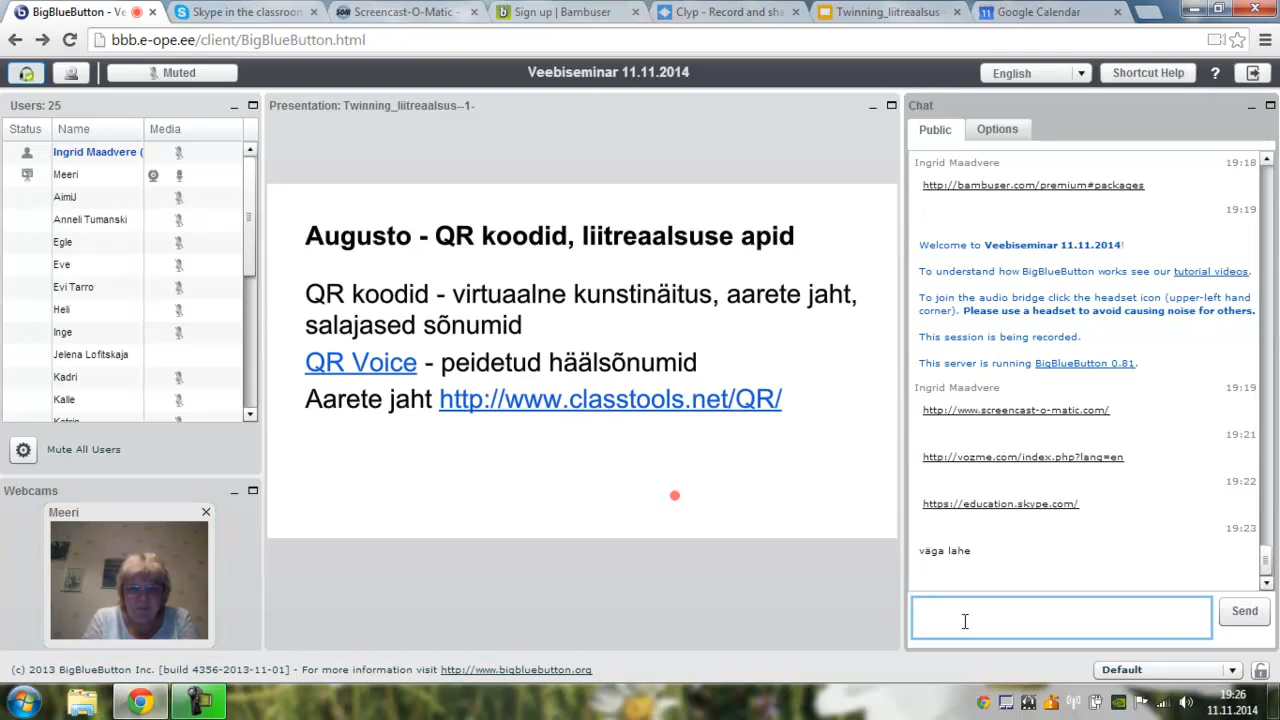 BigBlueButton - Ve
Skype in the classroom
Screencast-O-Matic -
Sign up | Bambuser
Clyp - Record and sha
Twinning_liitreaalsus -
Google Calendar
bbb.e-ope.ee/client/BigBlueButton.html
Muted
Veebiseminar 11.11.2014
English
Shortcut Help
?
Users: 25
Status Name Media
Ingrid Maadvere (
Meeri
AimiJ
Anneli Tumanski
Egle
Eve
Evi Tarro
Heli
Inge
Jelena Lofitskaja
Kadri
Kalle
Katrin
Mute All Users
Webcams
Meeri
Presentation: Twinning_liitreaalsus--1-
Augusto - QR koodid, liitreaalsuse apid
QR koodid - virtuaalne kunstinäitus, aarete jaht,
salajased sõnumid
QR Voice - peidetud häälsõnumid
Aarete jaht http://www.classtools.net/QR/
Chat
Public Options
Ingrid Maadvere 19:18
http://bambuser.com/premium#packages
19:19
Welcome to Veebiseminar 11.11.2014!
To understand how BigBlueButton works see our tutorial videos.
To join the audio bridge click the headset icon (upper-left hand
corner). Please use a headset to avoid causing noise for others.
This session is being recorded.
This server is running BigBlueButton 0.81.
Ingrid Maadvere 19:19
http://www.screencast-o-matic.com/
19:21
http://vozme.com/index.php?lang=en
19:22
https://education.skype.com/
19:23
väga lahe
Send
(c) 2013 BigBlueButton Inc. [build 4356-2013-11-01] - For more information visit http://www.bigbluebutton.org
Default
19:26
11.11.2014